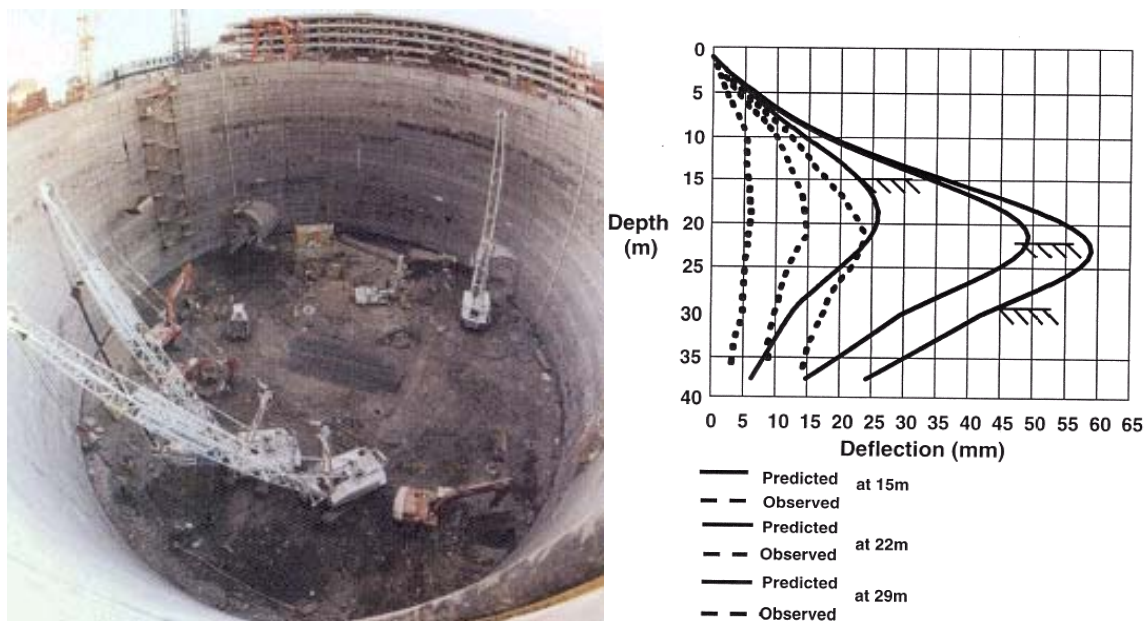 0
5
10
15
20
25
30
35
40
Depth
(m)
0 5 10 15 20 25 30 35 40 45 50 55 60 65
Deflection (mm)
Predicted at 15m
Observed
Predicted
Observed at 22m
Predicted
Observed at 29m